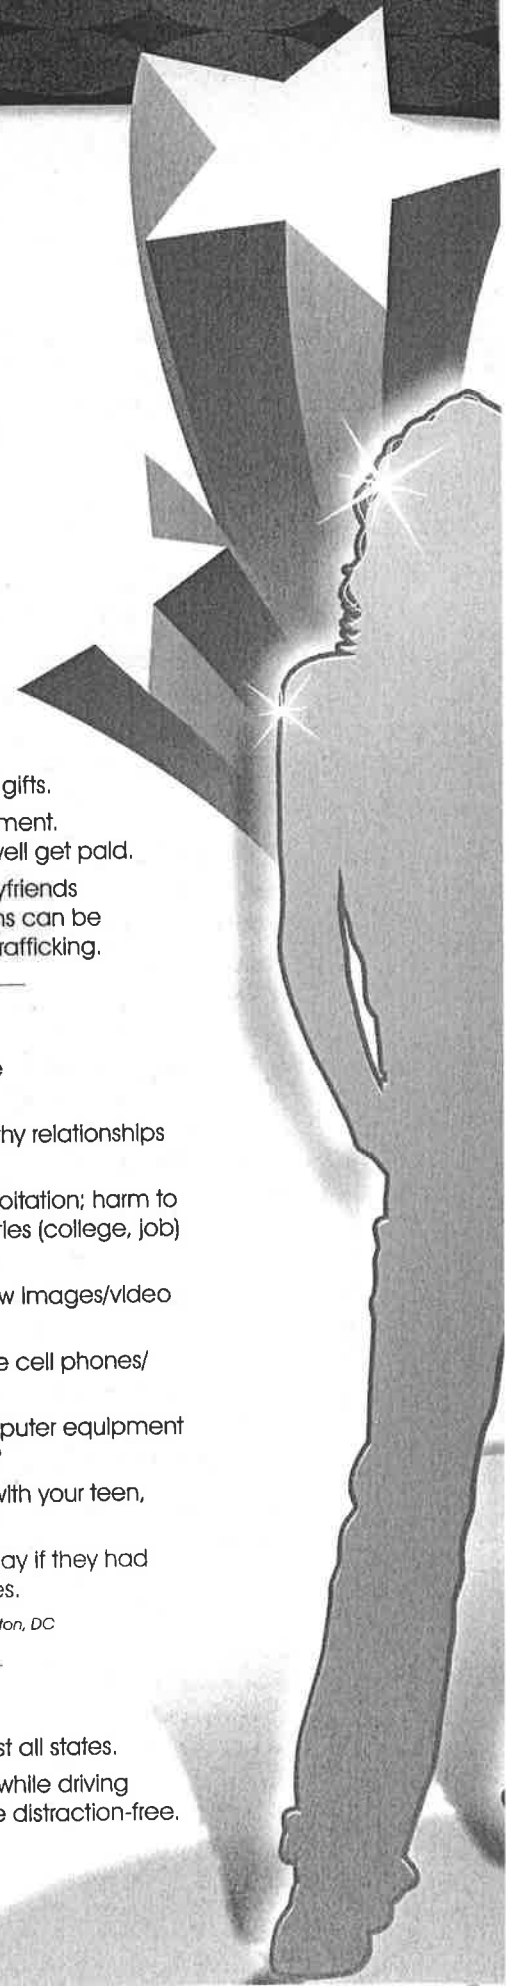 gifts.
ment.
vell get paid.
yfriends
ns can be
rafficking.
e
thy relationships
oitation; harm to
ries (college, job)
w images/video
e cell phones/
puter equipment
with your teen,
ay if they had
es.
ton, DC
st all states.
while driving
e distraction-free.